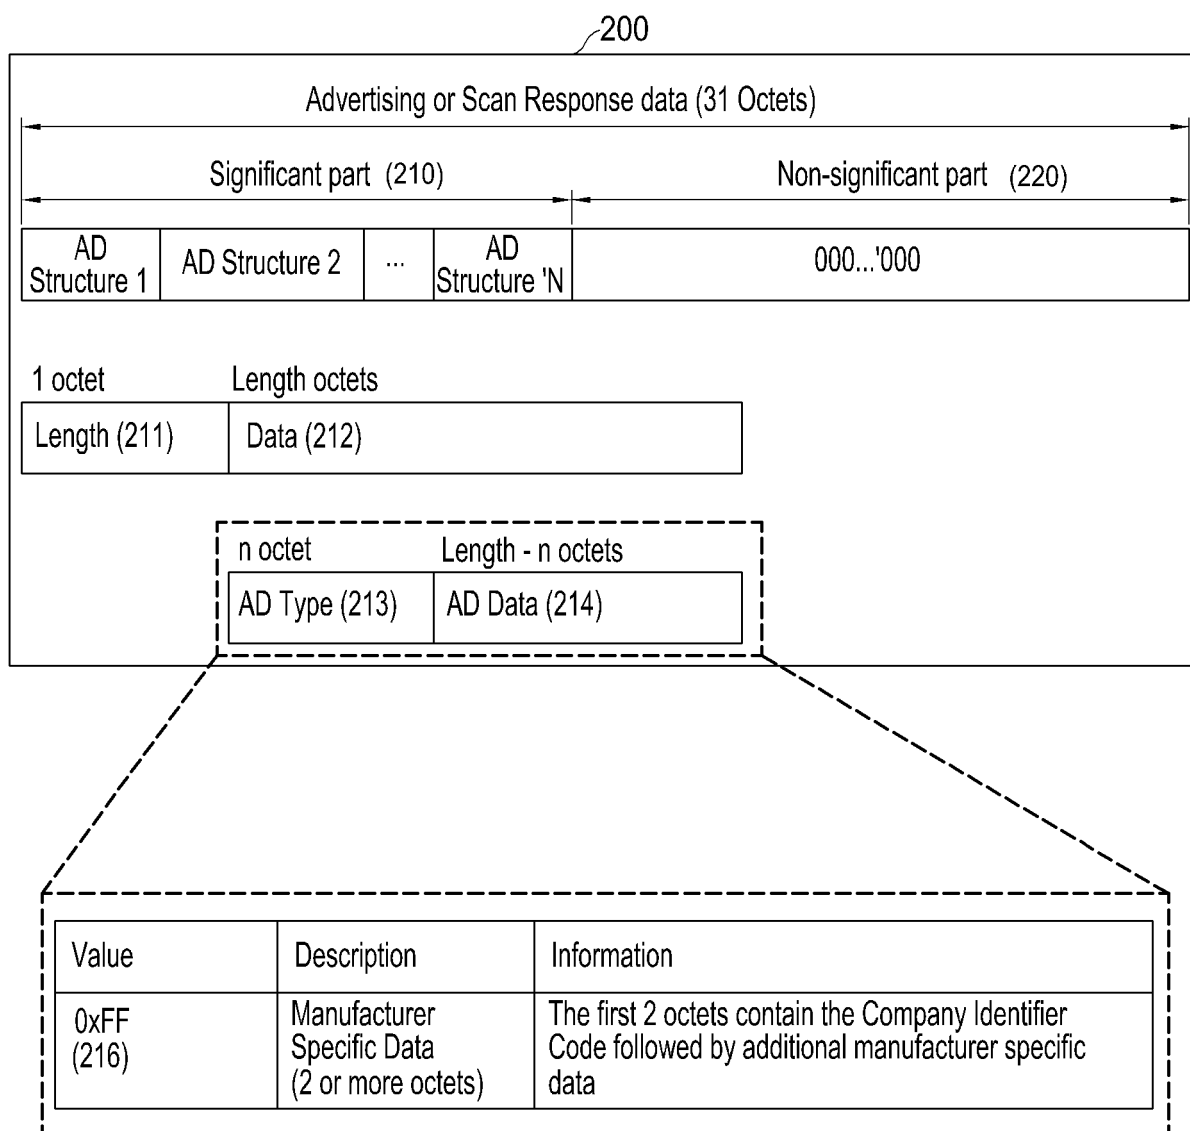 200
Advertising or Scan Response data (31 Octets)
Significant part (210)
Non-significant part (220)
AD
Structure 1
AD Structure 2
...
AD
Structure 'N
000...'000
1 octet
Length octets
Length (211)
Data (212)
n octet
Length - n octets
AD Type (213)
AD Data (214)
Value
Description
Information
0xFF
(216)
Manufacturer
Specific Data
(2 or more octets)
The first 2 octets contain the Company Identifier
Code followed by additional manufacturer specific
data